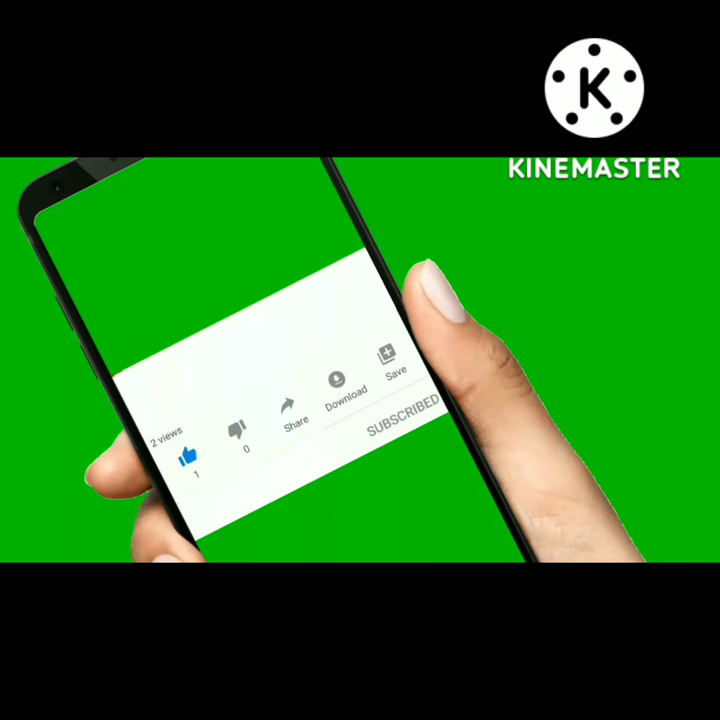 K
KINEMASTER
2 views
1
0
Share
Download
Save
SUBSCRIBED